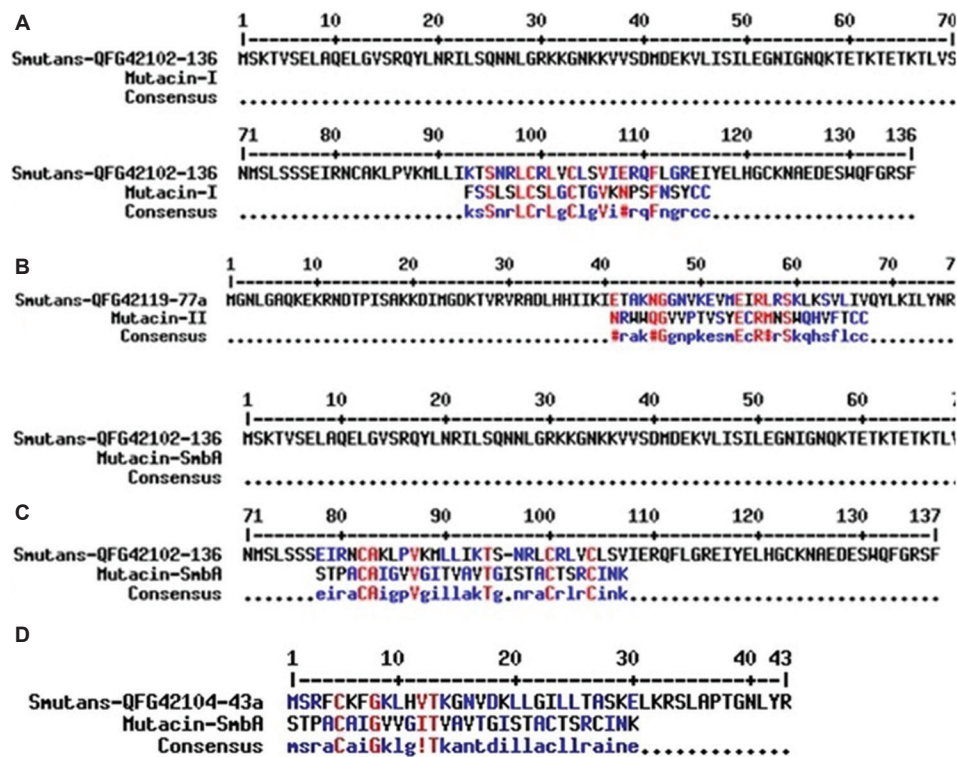 A
1 10 20 30 40 50 60 70
|---------+---------+---------+---------+---------+---------+---------|
Smutans-QFG42102-136 MSKTVSELAQELGVSRQYLNRILSQNNLGRKKGNKKVVSDMDEKVLISILEGNIGNQKTETKTETKTLVS
Mutacin-I
Consensus ......................................................................
71 80 90 100 110 120 130 136
|---------+---------+---------+---------+---------+---------+-----|
Smutans-QFG42102-136 NMSLSSSEIRNCAKLPVKMLLIKTSNRLCRLVCLSVIERQFLGREIYELHGCKNAEDESWQFGRSF
Mutacin-I FSSLSLCSLGCTGVKNPSFNSYCC
Consensus ......................ksSnrLCrLgClgVi#rqFngrcc....................
B
1 10 20 30 40 50 60 70 7
|---------+---------+---------+---------+---------+---------+---------+------
Smutans-QFG42119-77a MGNLGAQKEKRNDTPISAKKDIMGDKTVRVRADLHHIIKIETAKNGGNVKEVMEIRLRSKLKSVLIVQYLKILYNR
Mutacin-II NRWWQGVVPTVSYECRMNSWQHVFTCC
Consensus ........................................#rak#GgnpkesmEcR$rSkqhsflcc.........
1 10 20 30 40 50 60 7
|---------+---------+---------+---------+---------+---------+---------
Smutans-QFG42102-136 MSKTVSELAQELGVSRQYLNRILSQNNLGRKKGNKKVVSDMDEKVLISILEGNIGNQKTETKTETKTLV
Mutacin-SmbA
Consensus .....................................................................
C
71 80 90 100 110 120 130 137
|---------+---------+---------+---------+---------+---------+------|
Smutans-QFG42102-136 NMSLSSSEIRNCAKLPVKMLLIKTS-NRLCRLVCLSVIERQFLGREIYELHGCKNAEDESWQFGRSF
Mutacin-SmbA STPACAIGVVGITVAVTGISTACTSRCINK
Consensus .......eiraCAigpVgillakTg.nraCrlrCink..............................
D
1 10 20 30 40 43
|---------+---------+---------+---------+--|
Smutans-QFG42104-43a MSRFCKFGKLHVTKGNVDKLLGILLTASKELKRSLAPTGNLYR
Mutacin-SmbA STPACAIGVVGITVAVTGISTACTSRCINK
Consensus msraCaiGklg!Tkantdillacllraine.............